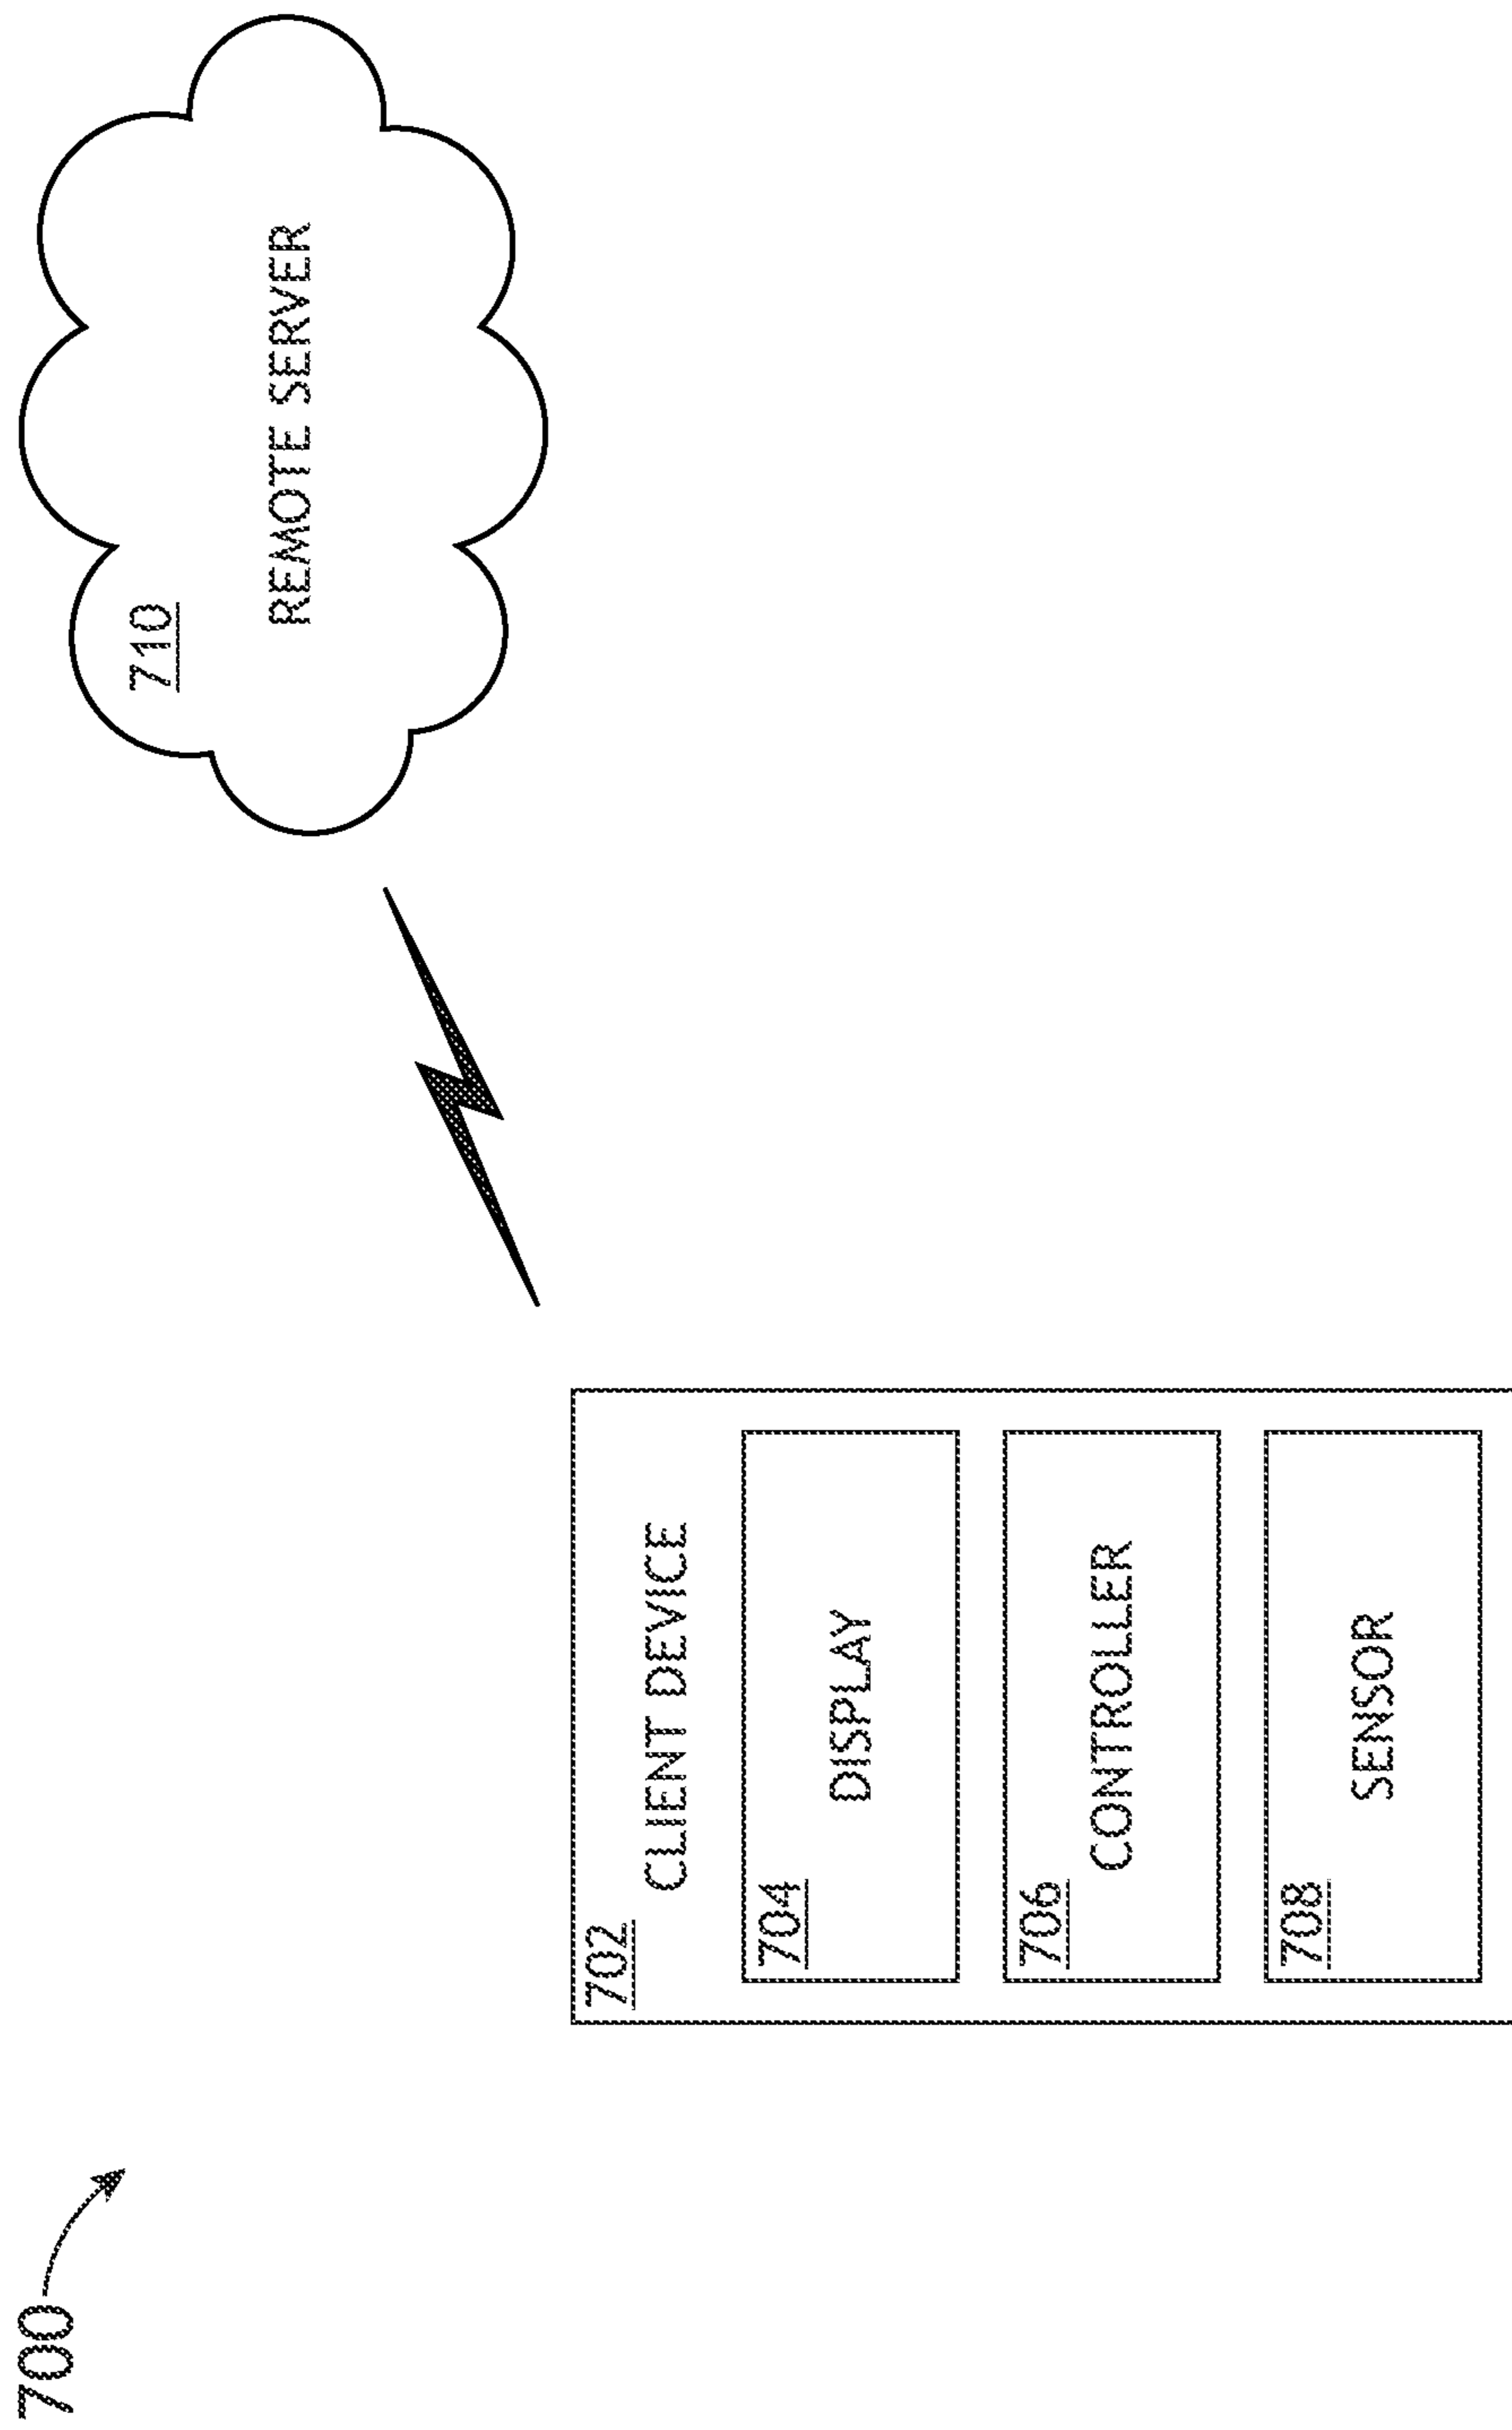 700
702
CLIENT DEVICE
704
DISPLAY
706
CONTROLLER
708
SENSOR
710
REMOTE SERVER